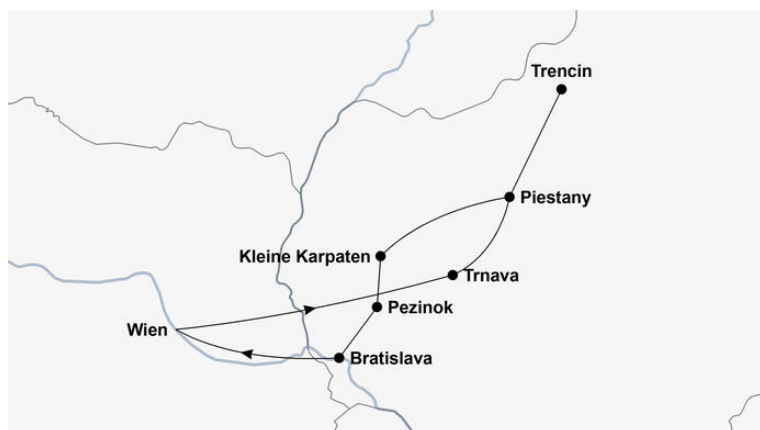 Trencin
Piestany
Kleine Karpaten
Trnava
Pezinok
Wien
Bratislava